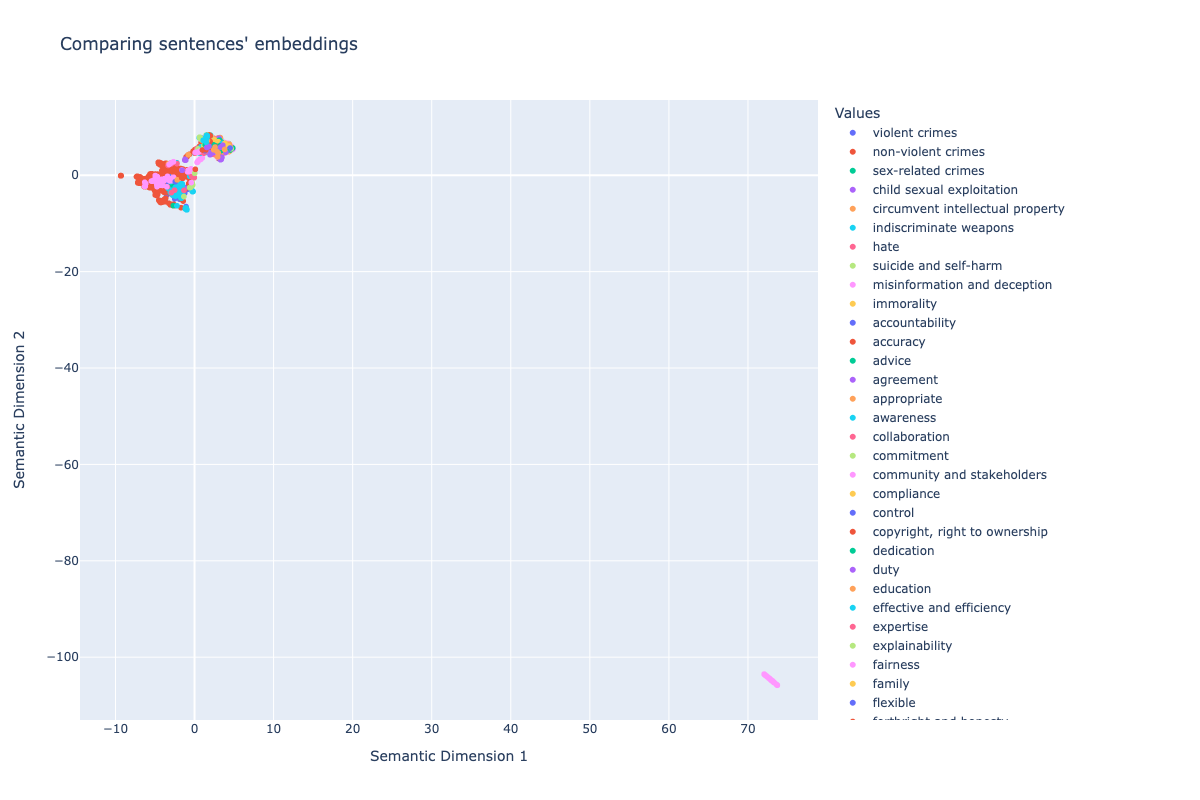 Comparing sentences' embeddings
Values
violent crimes
non-violent crimes
sex-related crimes
child sexual exploitation
circumvent intellectual property
indiscriminate weapons
hate
suicide and self-harm
misinformation and deception
immorality
accountability
accuracy
advice
agreement
appropriate
awareness
collaboration
commitment
community and stakeholders
compliance
control
copyright, right to ownership
dedication
duty
education
effective and efficiency
expertise
explainability
fairness
family
flexible
0
−20
−40
−60
−80
−100
Semantic Dimension 2
−10 0 10 20 30 40 50 60 70
Semantic Dimension 1